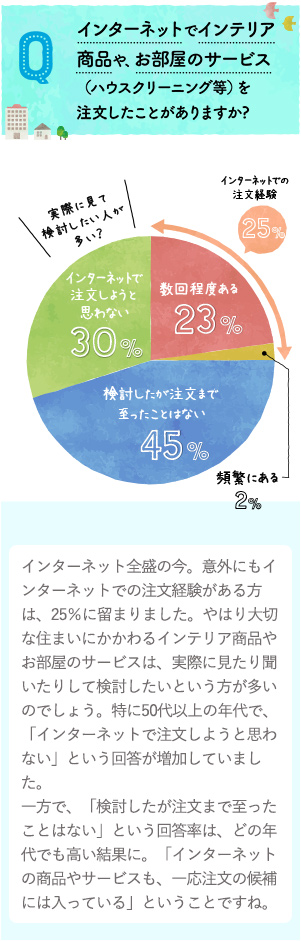 Q
インターネットでインテリア
商品や、お部屋のサービス
（ハウスクリーニング等）を
注文したことがありますか?
実際に見て
検討したい人が
多い?
インターネットでの
注文経験
25%
インターネットで
注文しようと
思わない
30%
数回程度ある
23%
検討したが注文まで
至ったことはない
45%
頻繁にある
2%
インターネット全盛の今。意外にもイ
ンターネットでの注文経験がある方
は、25%に留まりました。やはり大切
な住まいにかかわるインテリア商品や
お部屋のサービスは、実際に見たり聞
いたりして検討したいという方が多い
のでしょう。特に50代以上の年代で、
「インターネットで注文しようと思わ
ない」という回答が増加していまし
た。
一方で、「検討したが注文まで至った
ことはない」という回答率は、どの年
代でも高い結果に。「インターネット
の商品やサービスも、一応注文の候補
には入っている」ということですね。